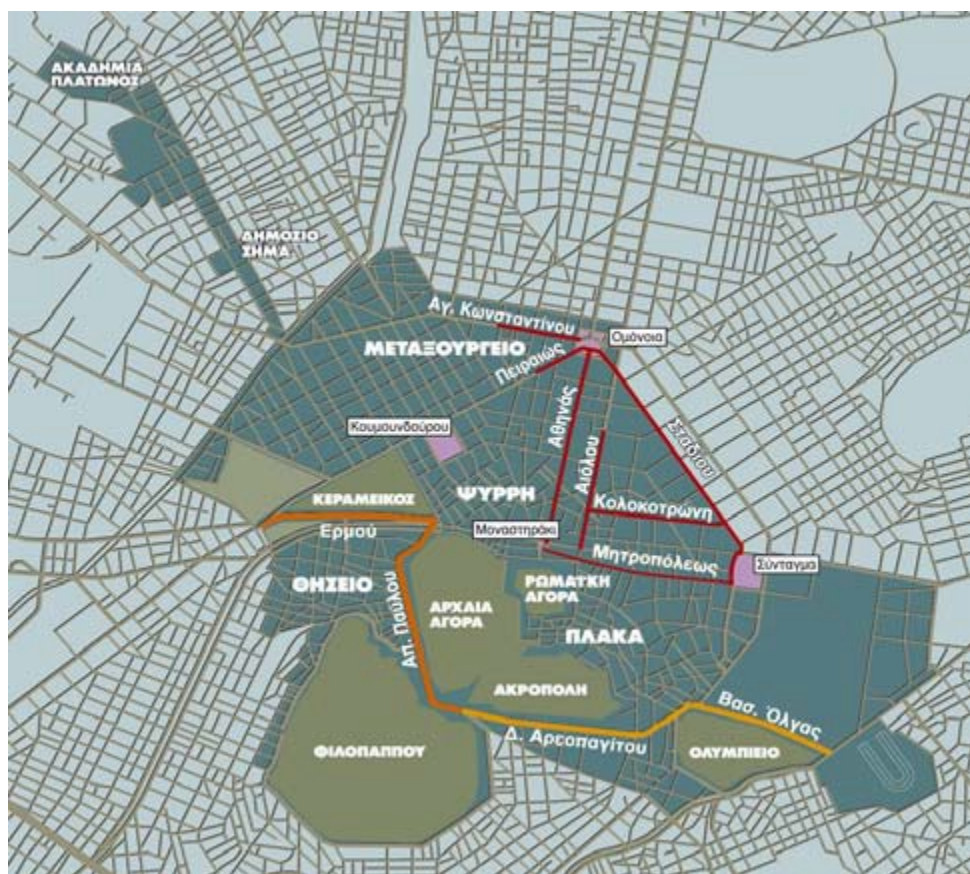 ΑΚΑΔΗΜΙΑ
ΠΛΑΤΩΝΟΣ
ΔΗΜΟΣΙΟ
ΣΗΜΑ
Αγ. Κωνσταντίνου
Ομόνοια
ΜΕΤΑΞΟΥΡΓΕΙΟ
Πειραιώς
Αθηνάς
Σταδίου
Κουμουνδούρου
Αιόλου
ΨΥΡΡΗ
ΚΕΡΑΜΕΙΚΟΣ
Κολοκοτρώνη
Ερμού
Μοναστηράκι
Μητροπόλεως
Σύνταγμα
ΘΗΣΕΙΟ
ΡΩΜΑΤΚΗ
ΑΓΟΡΑ
Απ. Παύλου
ΑΡΧΑΙΑ
ΑΓΟΡΑ
ΠΛΑΚΑ
ΑΚΡΟΠΟΛΗ
Βασ. Όλγας
Δ. Αρεοπαγίτου
ΦΙΛΟΠΑΠΠΟΥ
ΟΛΥΜΠΙΕΙΟ